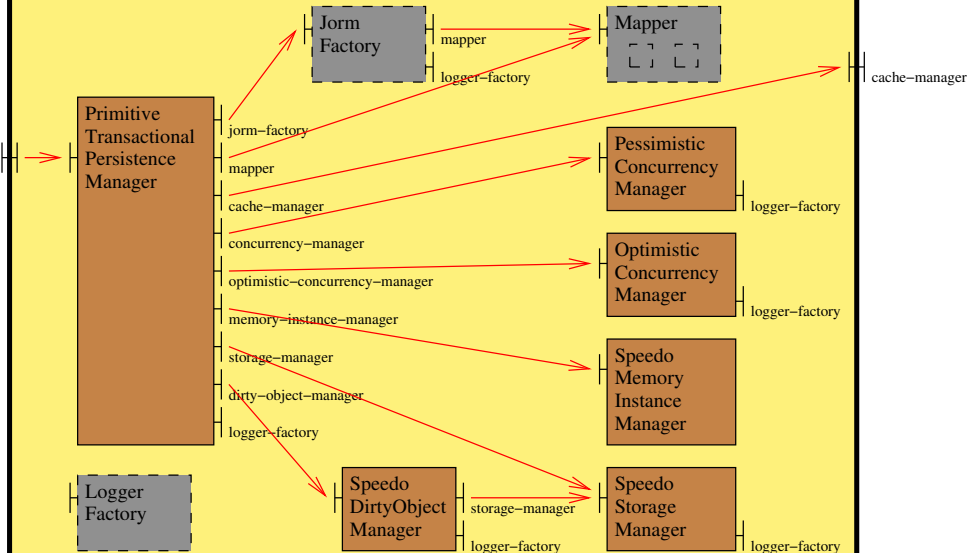 Jorm
Factory
mapper
logger-factory
Mapper
cache-manager
Primitive
Transactional
Persistence
Manager
jorm-factory
mapper
cache-manager
concurrency-manager
optimistic-concurrency-manager
memory-instance-manager
storage-manager
dirty-object-manager
logger-factory
Pessimistic
Concurrency
Manager
logger-factory
Optimistic
Concurrency
Manager
logger-factory
Speedo
Memory
Instance
Manager
Logger
Factory
Speedo
DirtyObject
Manager
storage-manager
logger-factory
Speedo
Storage
Manager
logger-factory